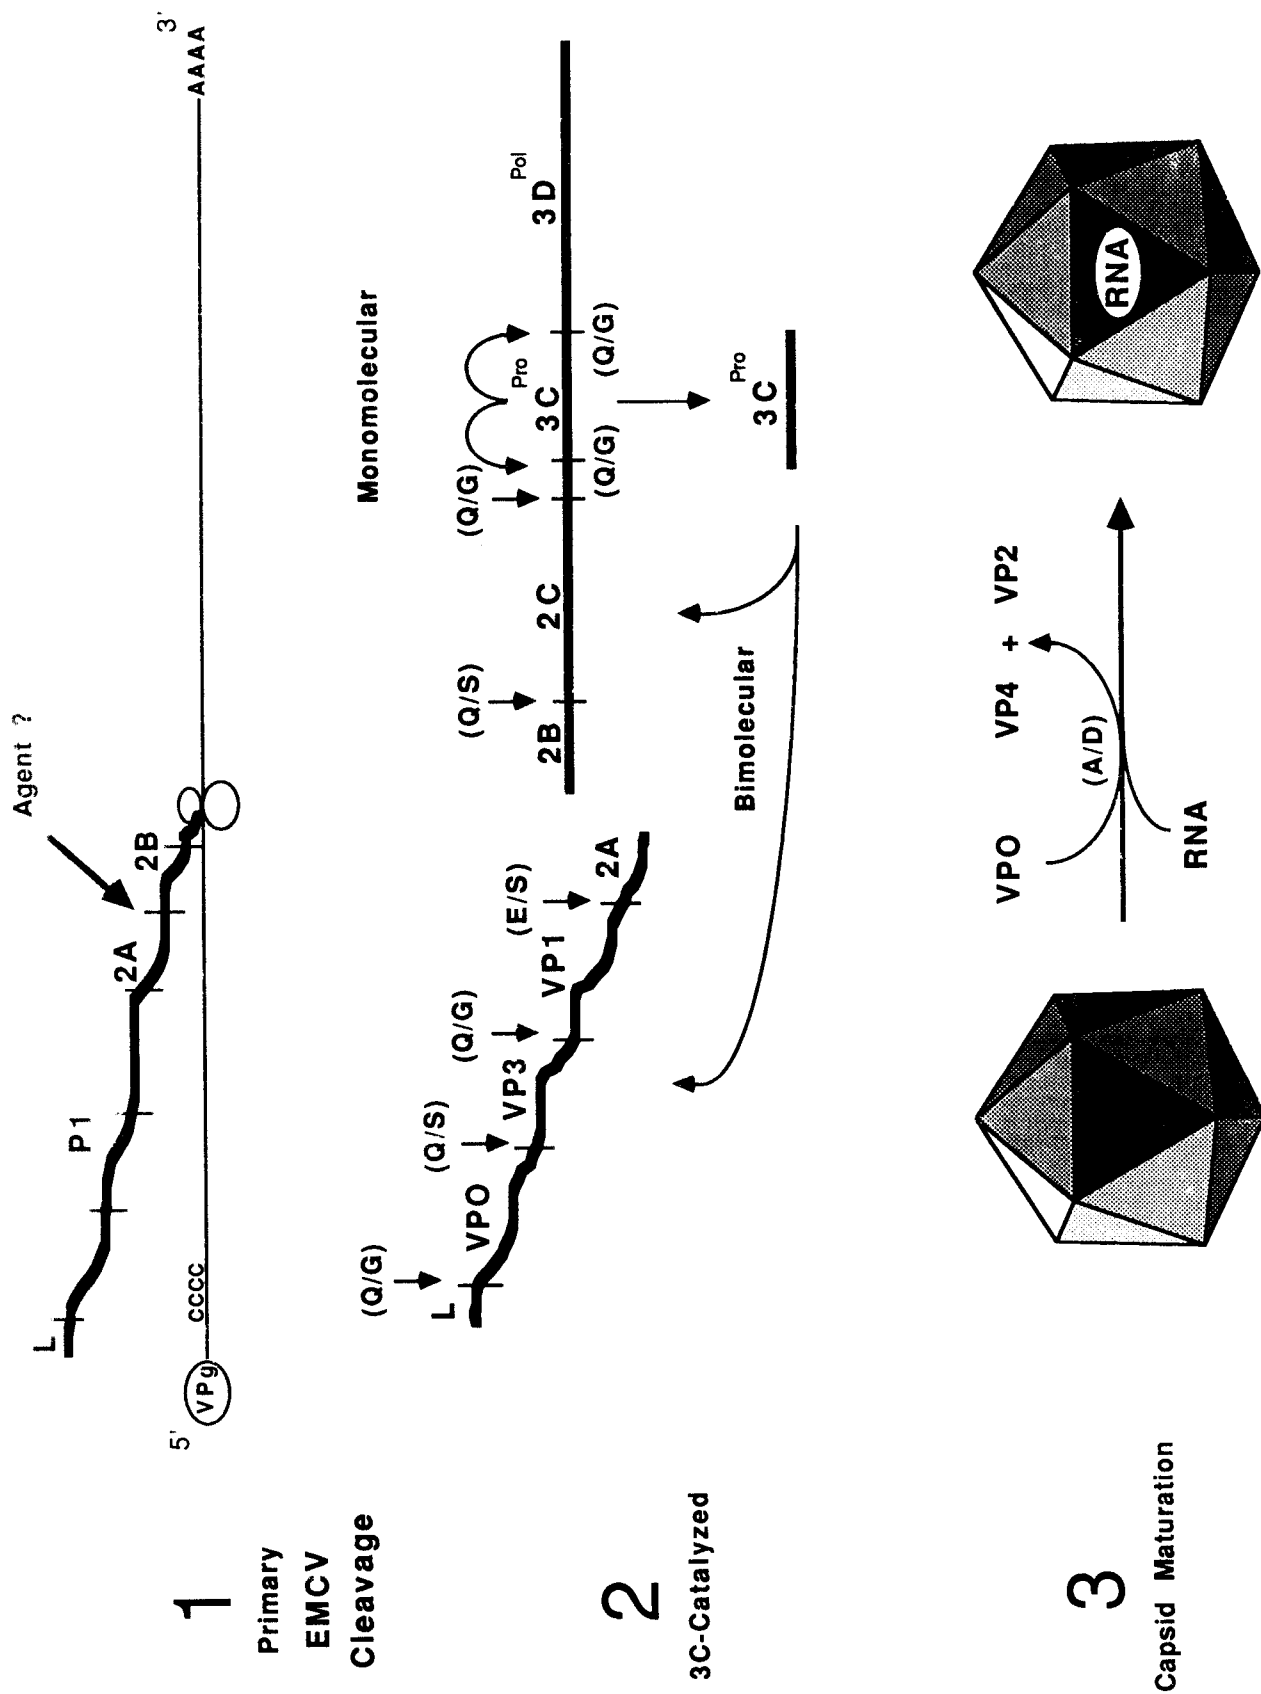 1
Primary
EMCV
Cleavage
Agent ?
L
P1
2A
2B
5'
VPg
CCCC
AAAA
3'
2
3C-Catalyzed
Monomolecular
(Q/G)
(Q/S)
(Q/G)
(E/S)
(Q/S)
(Q/G)
L
VPO
VP3
VP1
2A
2B
2C
3C Pro
3D Pol
(Q/G)
(Q/G)
Bimolecular
3C Pro
3
Capsid Maturation
VPO
VP4 + VP2
(A/D)
RNA
RNA